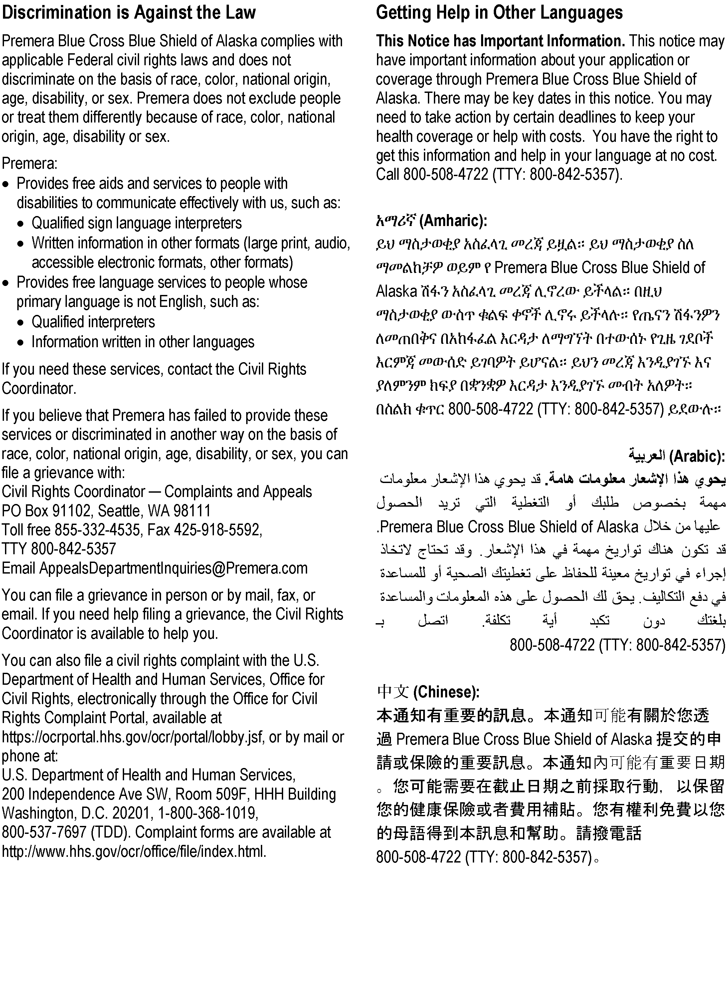 Discrimination is Against the Law
Premera Blue Cross Blue Shield of Alaska complies with
applicable Federal civil rights laws and does not
discriminate on the basis of race, color, national origin,
age, disability, or sex. Premera does not exclude people
or treat them differently because of race, color, national
origin, age, disability or sex.
Premera:
• Provides free aids and services to people with
disabilities to communicate effectively with us, such as:
• Qualified sign language interpreters
• Written information in other formats (large print, audio,
accessible electronic formats, other formats)
• Provides free language services to people whose
primary language is not English, such as:
• Qualified interpreters
• Information written in other languages
If you need these services, contact the Civil Rights
Coordinator.
If you believe that Premera has failed to provide these
services or discriminated in another way on the basis of
race, color, national origin, age, disability, or sex, you can
file a grievance with:
Civil Rights Coordinator — Complaints and Appeals
PO Box 91102, Seattle, WA 98111
Toll free 855-332-4535, Fax 425-918-5592,
TTY 800-842-5357
Email AppealsDepartmentInquiries@Premera.com
You can file a grievance in person or by mail, fax, or
email. If you need help filing a grievance, the Civil Rights
Coordinator is available to help you.
You can also file a civil rights complaint with the U.S.
Department of Health and Human Services, Office for
Civil Rights, electronically through the Office for Civil
Rights Complaint Portal, available at
https://ocrportal.hhs.gov/ocr/portal/lobby.jsf, or by mail or
phone at:
U.S. Department of Health and Human Services,
200 Independence Ave SW, Room 509F, HHH Building
Washington, D.C. 20201, 1-800-368-1019,
800-537-7697 (TDD). Complaint forms are available at
http://www.hhs.gov/ocr/office/file/index.html.
Getting Help in Other Languages
This Notice has Important Information. This notice may
have important information about your application or
coverage through Premera Blue Cross Blue Shield of
Alaska. There may be key dates in this notice. You may
need to take action by certain deadlines to keep your
health coverage or help with costs. You have the right to
get this information and help in your language at no cost.
Call 800-508-4722 (TTY: 800-842-5357).
አማሪኛ (Amharic):
ይህ ማስታወቂያ አስፈላጊ መረጃ ይዟል። ይህ ማስታወቂያ ስለ
ማመልከቻዎ ወይም የ Premera Blue Cross Blue Shield of
Alaska ሽፋን አስፈላጊ መረጃ ሊኖረው ይችላል። በዚህ
ማስታወቂያ ውስጥ ቁልፍ ቀኖች ሊኖሩ ይችላሉ። የጤናን ሽፋንዎን
ለመጠበቅና በአከፋፈል እርዳታ ለማግኘት በተውሰኑ የጊዜ ገደቦች
እርምጃ መውሰድ ይገባዎት ይሆናል። ይህን መረጃ እንዲያገኙ እና
ያለምንም ክፍያ በቋንቋዎ እርዳታ እንዲያገኙ መብት አለዎት።
በስልክ ቁጥር 800-508-4722 (TTY: 800-842-5357) ይደውሉ።
العربية (Arabic):
يحوي هذا الإشعار معلومات هامة. قد يحوي هذا الإشعار معلومات
مهمة بخصوص طلبك أو التغطية التي تريد الحصول
عليها من خلال Premera Blue Cross Blue Shield of Alaska.
قد تكون هناك تواريخ مهمة في هذا الإشعار. وقد تحتاج لاتخاذ
إجراء في تواريخ معينة للحفاظ على تغطيتك الصحية أو للمساعدة
في دفع التكاليف. يحق لك الحصول على هذه المعلومات والمساعدة
بلغتك دون تكبد أية تكلفة. اتصل بـ
800-508-4722 (TTY: 800-842-5357)
中文 (Chinese):
本通知有重要的訊息。本通知可能有關於您透
過 Premera Blue Cross Blue Shield of Alaska 提交的申
請或保險的重要訊息。本通知內可能有重要日期
。您可能需要在截止日期之前採取行動，以保留
您的健康保險或者費用補貼。您有權利免費以您
的母語得到本訊息和幫助。請撥電話
800-508-4722 (TTY: 800-842-5357)。